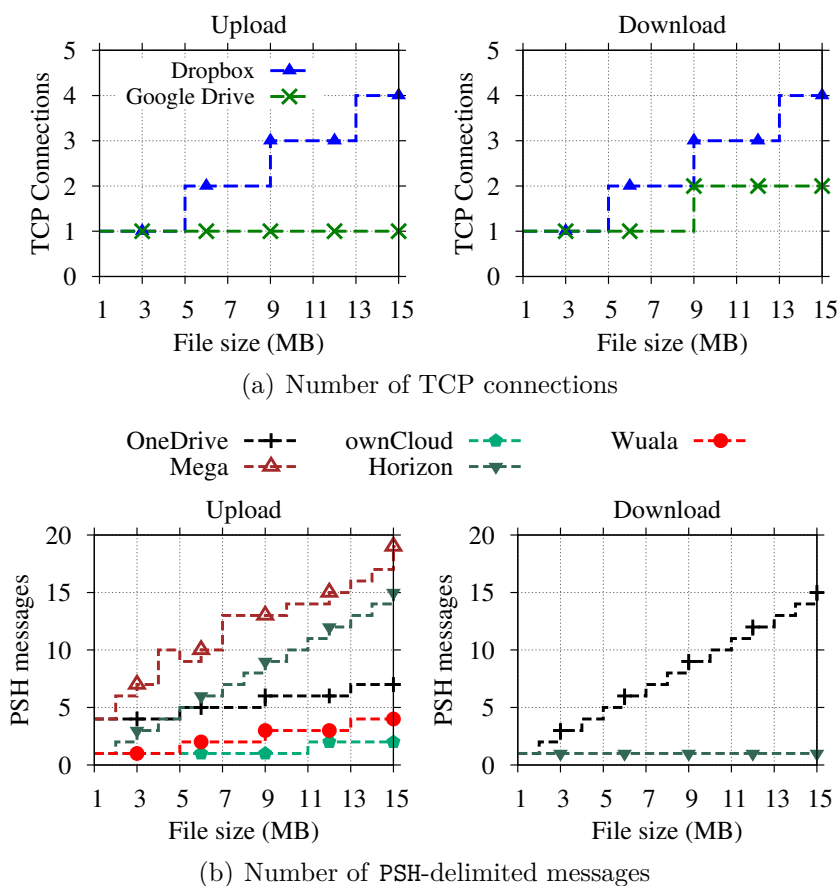 Upload Download
5 5
4 4
3 3
2 2
1 1
0 0
TCP Connections TCP Connections
Dropbox
Google Drive
1 3 5 7 9 11 13 15 1 3 5 7 9 11 13 15
File size (MB) File size (MB)
(a) Number of TCP connections
OneDrive ownCloud Wuala
Mega Horizon
Upload Download
20 20
15 15
10 10
5 5
0 0
PSH messages PSH messages
1 3 5 7 9 11 13 15 1 3 5 7 9 11 13 15
File size (MB) File size (MB)
(b) Number of PSH-delimited messages